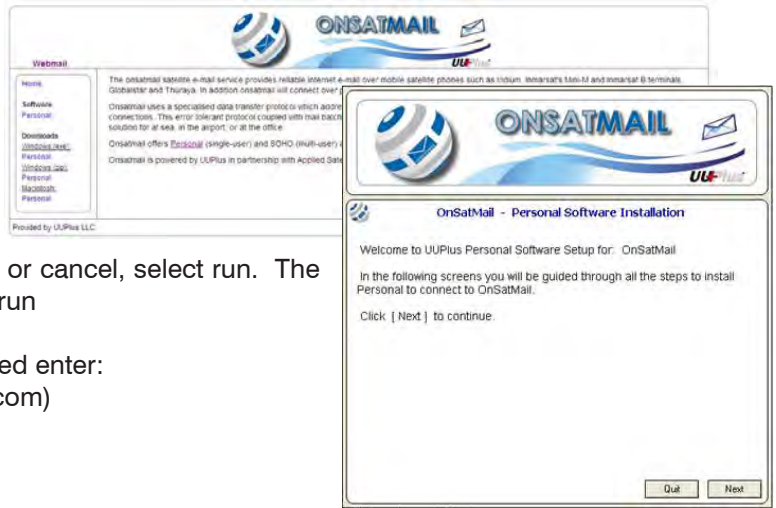 ONSATMAIL
UUPlus
Webmail
Home
Software
Personal
Downloads
Windows (exe):
Personal
Windows (zip):
Personal
Macintosh:
Personal
The onsatmail satellite e-mail service provides reliable internet e-mail over mobile satellite phones such as Iridium, Inmarsat's Mini-M and Inmarsat B terminals,
Globalstar and Thuraya. In addition onsatmail will connect over
Onsatmail uses a specialised data transfer protocol which addre
connections. This error tolerant protocol coupled with mail batch
solution for at sea, in the airport, or at the office
Onsatmail offers Personal (single-user) and SOHO (multi-user)
Onsatmail is powered by UUPlus in partnership with Applied Sate
Provided by UUPlus LLC
ONSATMAIL
UUPlus
OnSatMail - Personal Software Installation
Welcome to UUPlus Personal Software Setup for: OnSatMail
In the following screens you will be guided through all the steps to install
Personal to connect to OnSatMail.
Click [ Next ] to continue.
Quit Next
or cancel, select run. The
run
ed enter:
com)